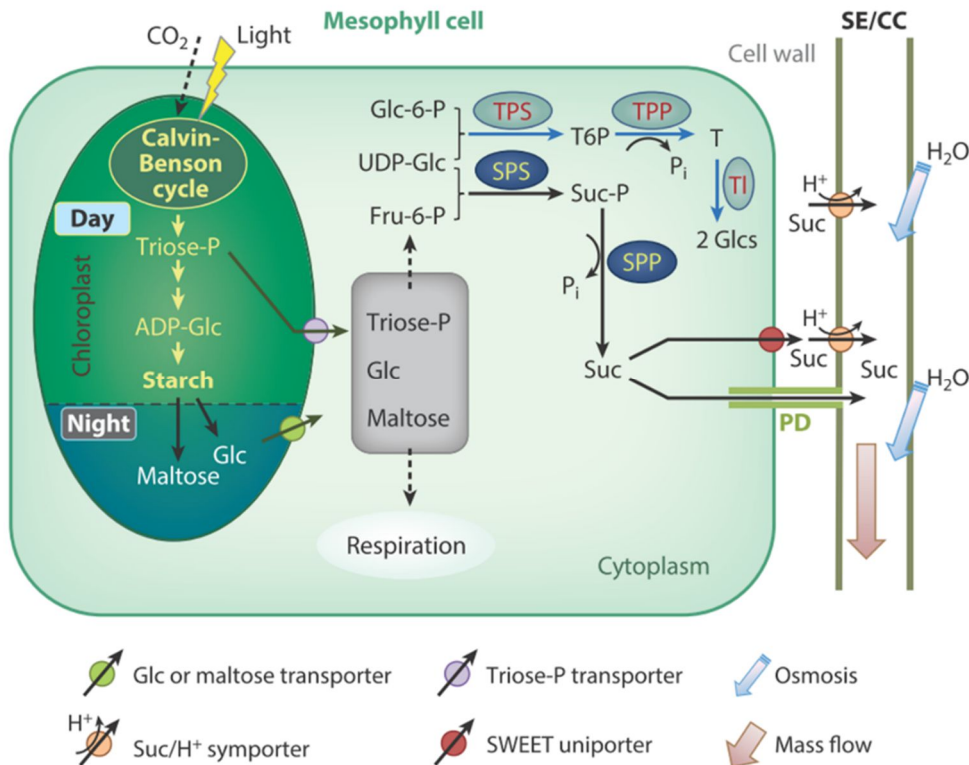 Mesophyll cell
SE/CC
CO₂
Light
Cell wall
Calvin-
Benson
cycle
Day
Triose-P
ADP-Glc
Starch
Chloroplast
Night
Glc
Maltose
Glc-6-P
TPS
T6P
TPP
T
UDP-Glc
SPS
Pᵢ
TI
Suc-P
Fru-6-P
2 Glcs
SPP
Pᵢ
Triose-P
Glc
Maltose
Suc
PD
Respiration
Cytoplasm
H⁺
Suc
H₂O
H⁺
Suc
Suc
H₂O
Glc or maltose transporter
Triose-P transporter
Osmosis
H⁺
Suc/H⁺ symporter
SWEET uniporter
Mass flow